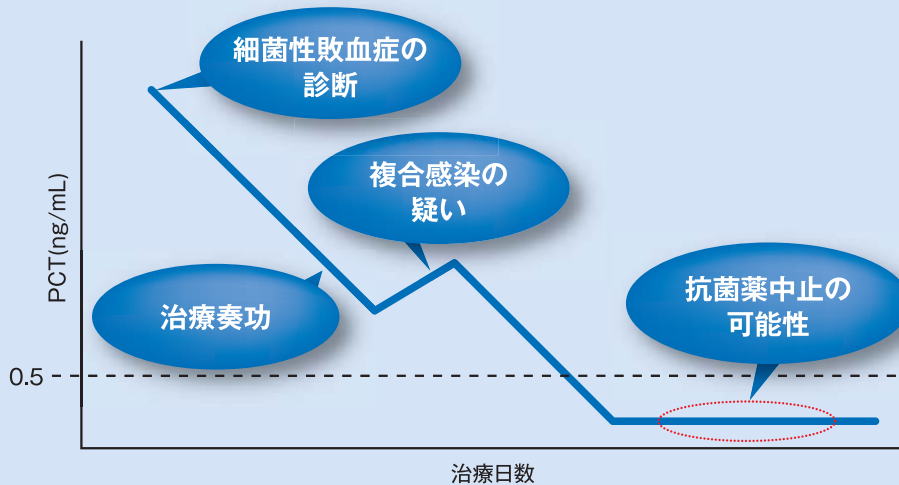 細菌性敗血症の
診断
複合感染の
疑い
治療奏功
抗菌薬中止の
可能性
PCT(ng/mL)
0.5
治療日数